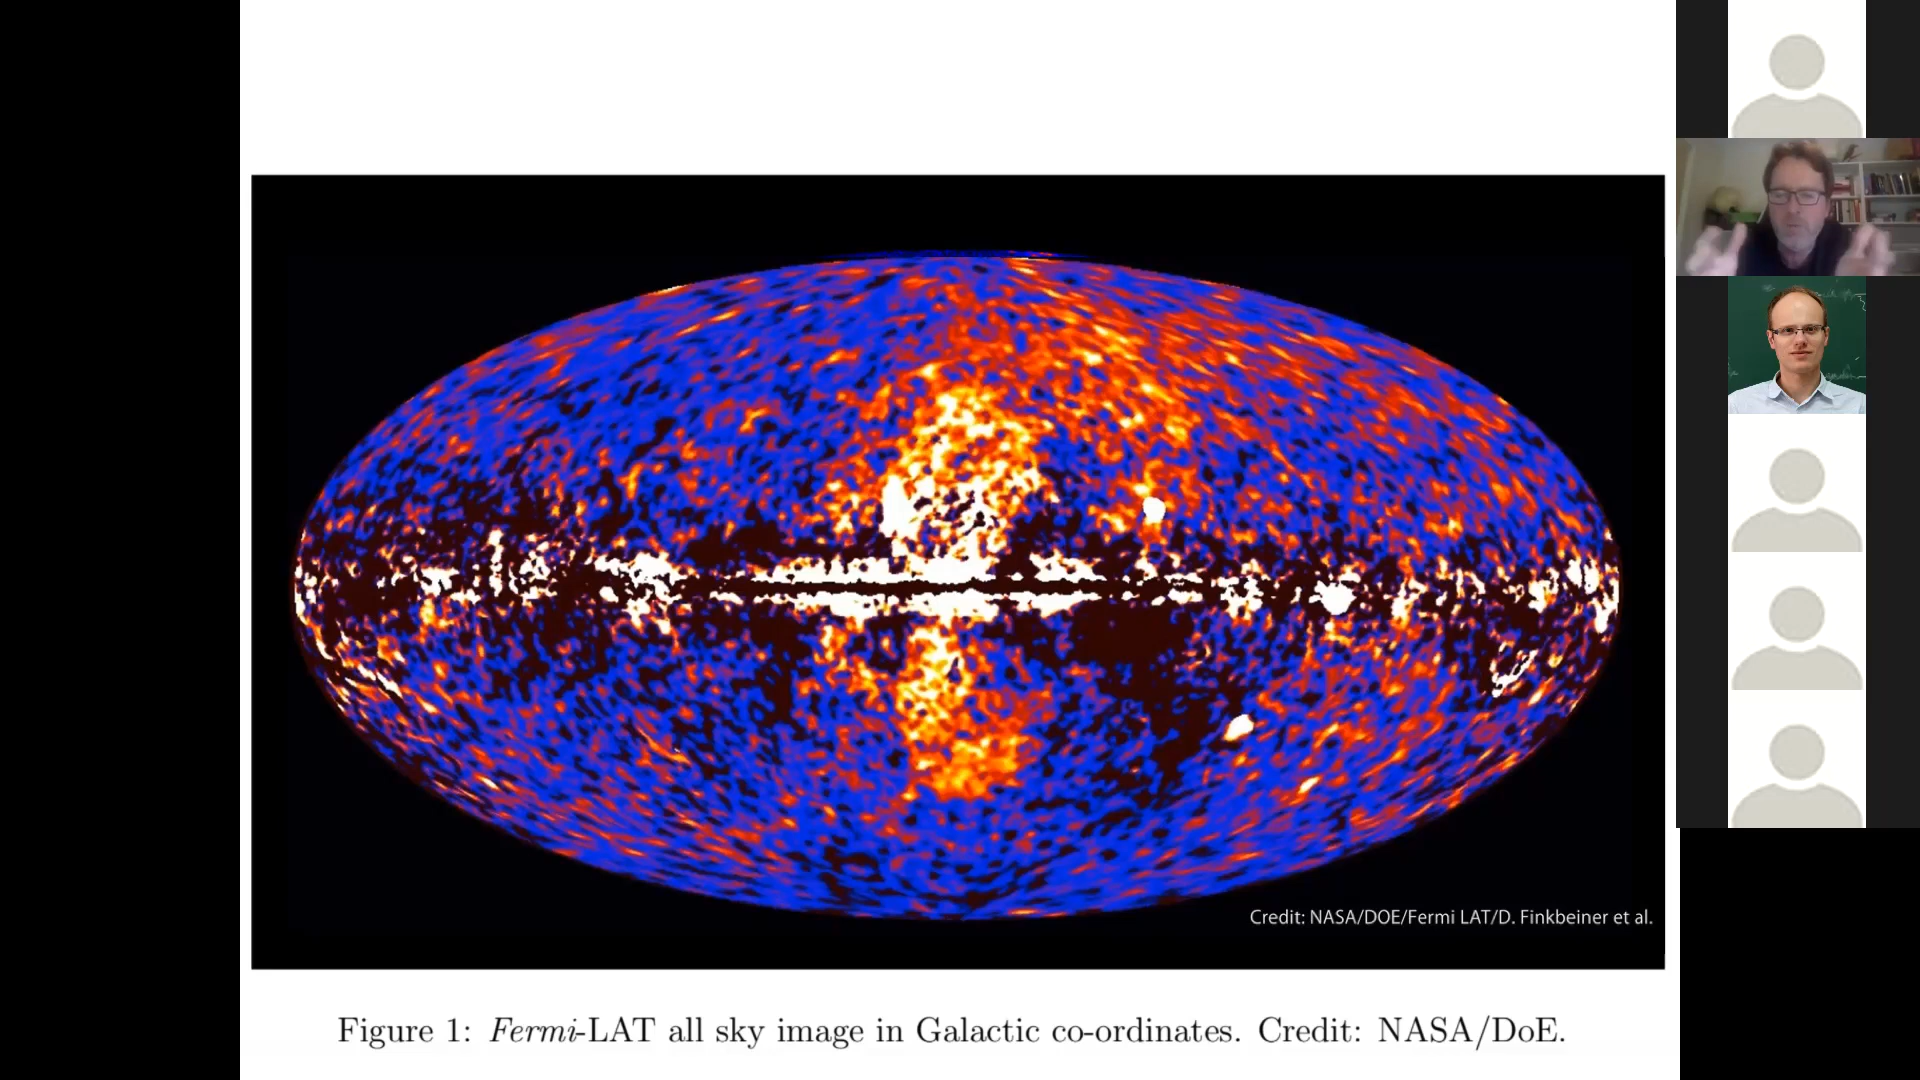 Credit: NASA/DOE/Fermi LAT/D. Finkbeiner et al.
Figure 1: Fermi-LAT all sky image in Galactic co-ordinates. Credit: NASA/DoE.